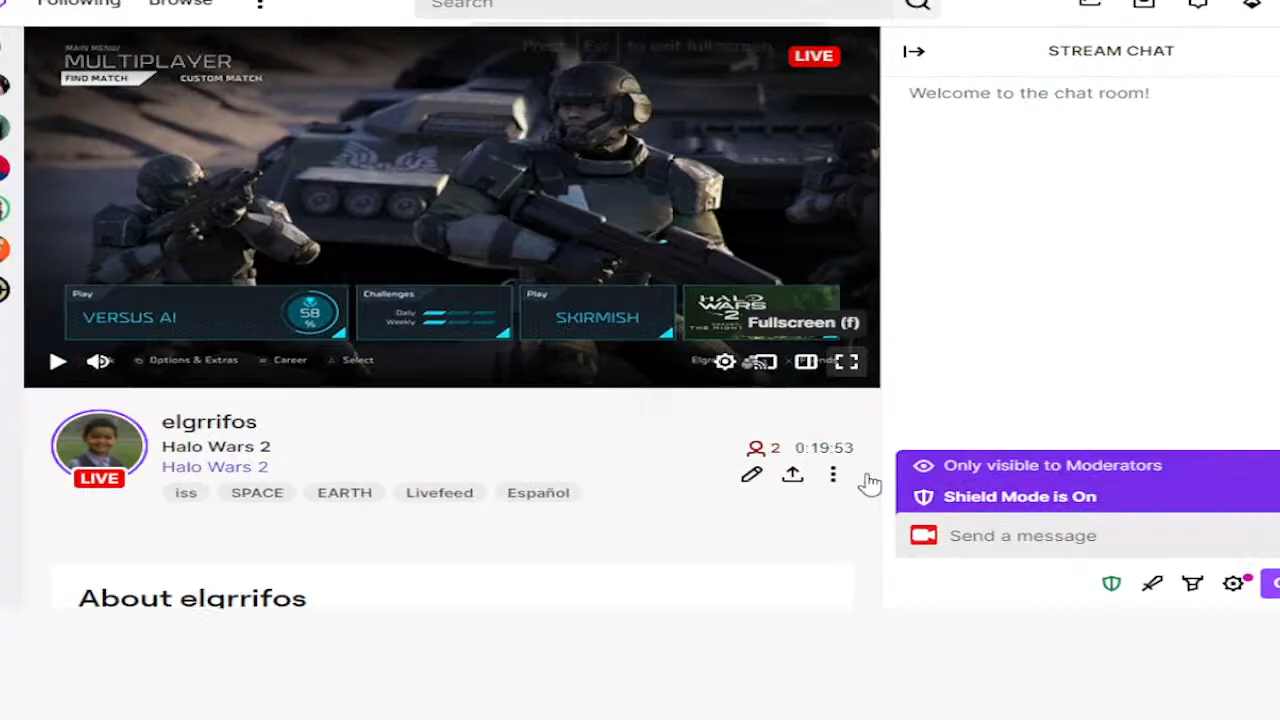 Following Browse
Search
MAIN MENU/
MULTIPLAYER
FIND MATCH CUSTOM MATCH
Press Esc to exit full screen
LIVE
Play
VERSUS AI
58
%
Challenges
Daily
Weekly
Play
SKIRMISH
HALO
WARS
2
Fullscreen (f)
Options & Extras
Career
Select
elgrrifos
Halo Wars 2
Halo Wars 2
LIVE
iss SPACE EARTH Livefeed Español
2 0:19:53
About elgrrifos
STREAM CHAT
Welcome to the chat room!
Only visible to Moderators
Shield Mode is On
Send a message